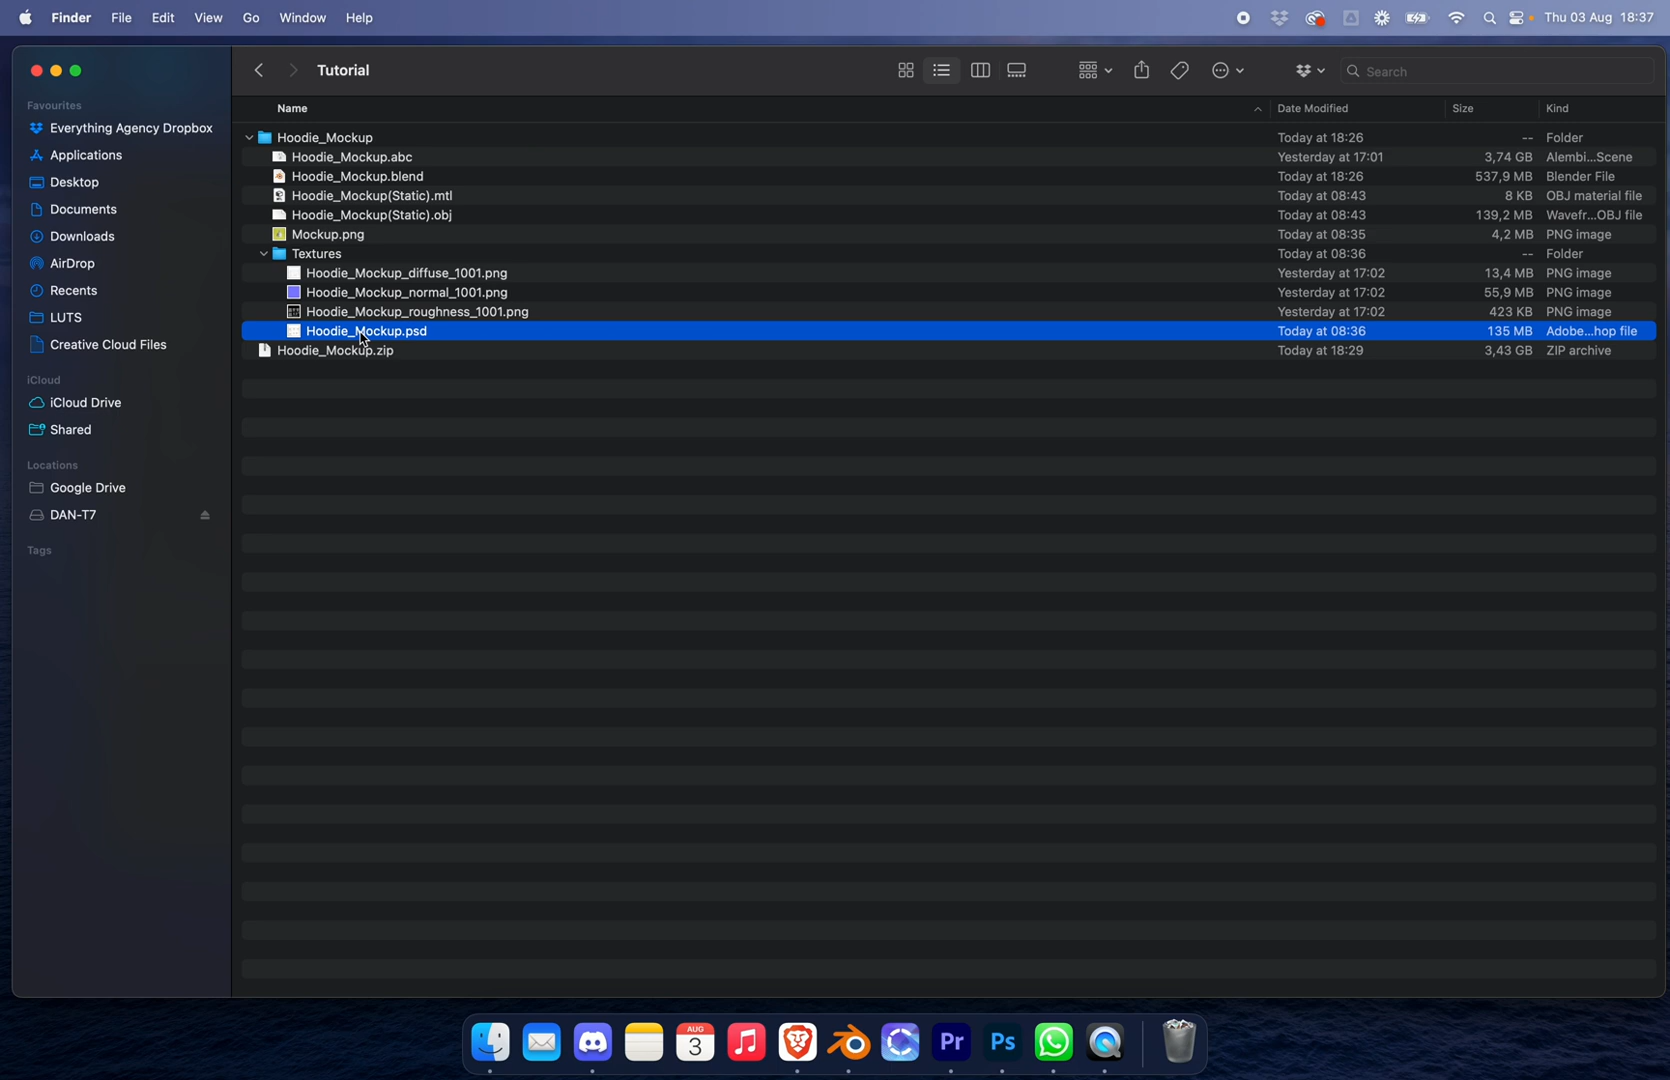 Finder File Edit View Go Window Help Thu 03 Aug 18:37
Tutorial Search
Favourites
Everything Agency Dropbox
Applications
Desktop
Documents
Downloads
AirDrop
Recents
LUTS
Creative Cloud Files
iCloud
iCloud Drive
Shared
Locations
Google Drive
DAN-T7
Tags
Name Date Modified Size Kind
Hoodie_Mockup Today at 18:26 -- Folder
Hoodie_Mockup.abc Yesterday at 17:01 3,74 GB Alembi...Scene
Hoodie_Mockup.blend Today at 18:26 537,9 MB Blender File
Hoodie_Mockup(Static).mtl Today at 08:43 8 KB OBJ material file
Hoodie_Mockup(Static).obj Today at 08:43 139,2 MB Wavefr...OBJ file
Mockup.png Today at 08:35 4,2 MB PNG image
Textures Today at 08:36 -- Folder
Hoodie_Mockup_diffuse_1001.png Yesterday at 17:02 13,4 MB PNG image
Hoodie_Mockup_normal_1001.png Yesterday at 17:02 55,9 MB PNG image
Hoodie_Mockup_roughness_1001.png Yesterday at 17:02 423 KB PNG image
Hoodie_Mockup.psd Today at 08:36 135 MB Adobe...hop file
Hoodie_Mockup.zip Today at 18:29 3,43 GB ZIP archive
AUG
3
Pr
Ps